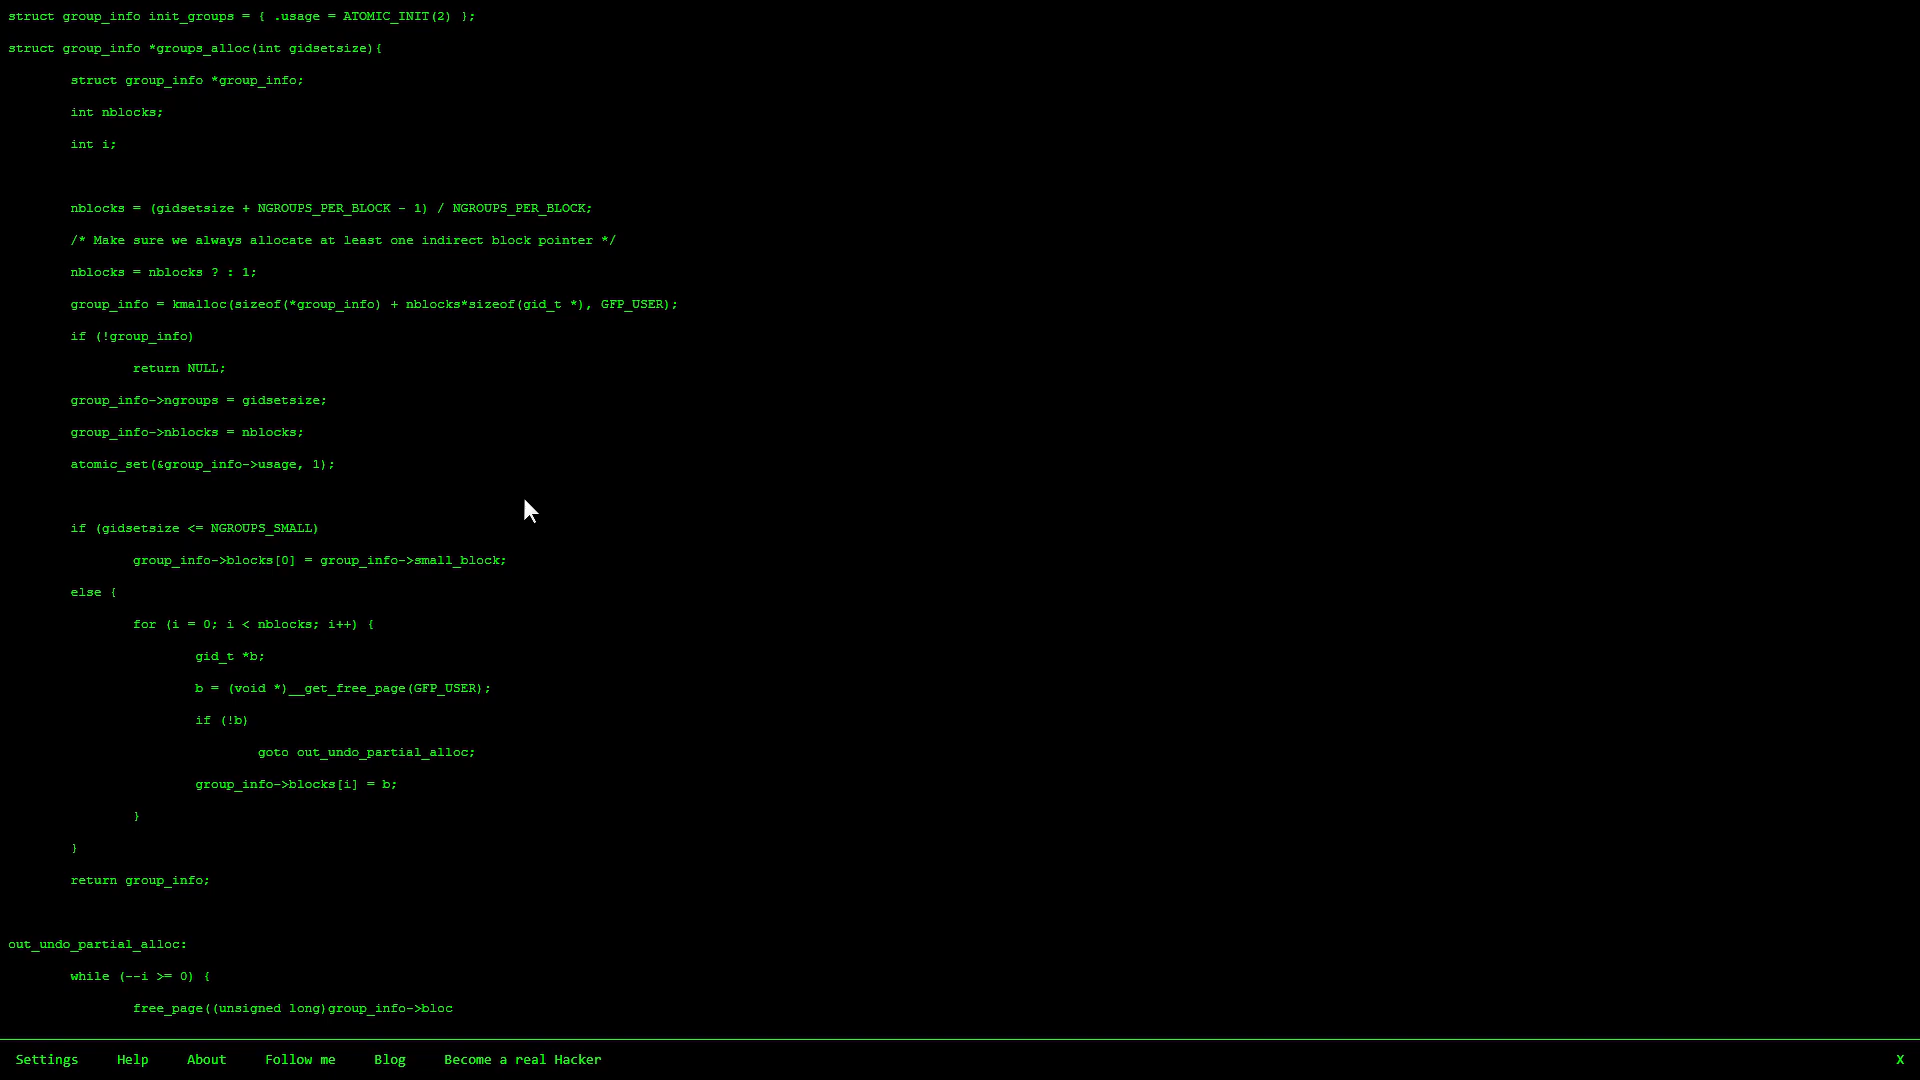 struct group_info init_groups = { .usage = ATOMIC_INIT(2) };
struct group_info *groups_alloc(int gidsetsize){
        struct group_info *group_info;
        int nblocks;
        int i;

        nblocks = (gidsetsize + NGROUPS_PER_BLOCK - 1) / NGROUPS_PER_BLOCK;
        /* Make sure we always allocate at least one indirect block pointer */
        nblocks = nblocks ? : 1;
        group_info = kmalloc(sizeof(*group_info) + nblocks*sizeof(gid_t *), GFP_USER);
        if (!group_info)
                return NULL;
        group_info->ngroups = gidsetsize;
        group_info->nblocks = nblocks;
        atomic_set(&group_info->usage, 1);

        if (gidsetsize <= NGROUPS_SMALL)
                group_info->blocks[0] = group_info->small_block;
        else {
                for (i = 0; i < nblocks; i++) {
                        gid_t *b;
                        b = (void *)__get_free_page(GFP_USER);
                        if (!b)
                                goto out_undo_partial_alloc;
                        group_info->blocks[i] = b;
                }
        }
        return group_info;

out_undo_partial_alloc:
        while (--i >= 0) {
                free_page((unsigned long)group_info->bloc
Settings Help About Follow me Blog Become a real Hacker X